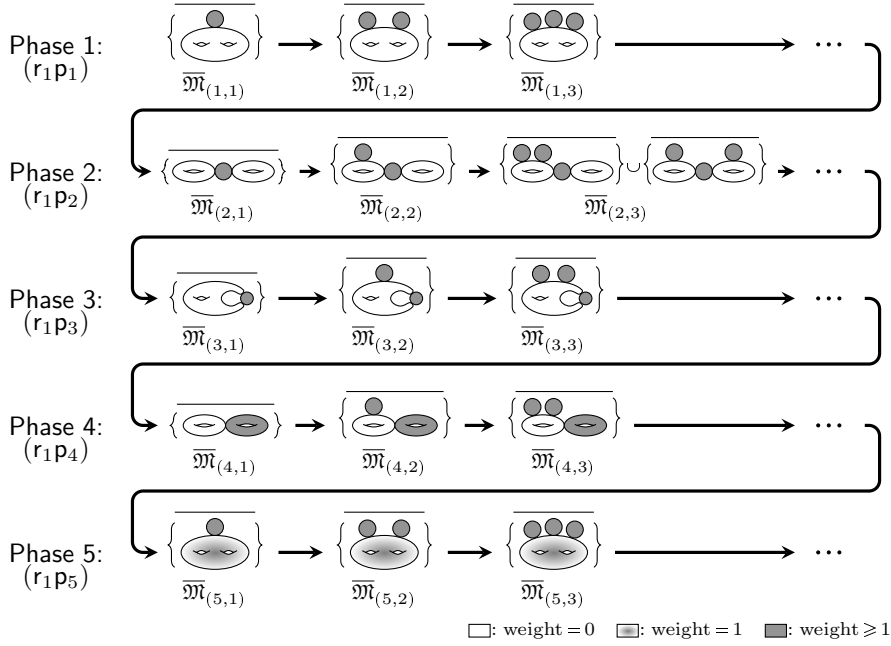 Phase 1:
(r₁p₁)
𝔐̅₍₁,₁₎ 𝔐̅₍₁,₂₎ 𝔐̅₍₁,₃₎ ⋯
Phase 2:
(r₁p₂)
𝔐̅₍₂,₁₎ 𝔐̅₍₂,₂₎ ∪ 𝔐̅₍₂,₃₎ ⋯
Phase 3:
(r₁p₃)
𝔐̅₍₃,₁₎ 𝔐̅₍₃,₂₎ 𝔐̅₍₃,₃₎ ⋯
Phase 4:
(r₁p₄)
𝔐̅₍₄,₁₎ 𝔐̅₍₄,₂₎ 𝔐̅₍₄,₃₎ ⋯
Phase 5:
(r₁p₅)
𝔐̅₍₅,₁₎ 𝔐̅₍₅,₂₎ 𝔐̅₍₅,₃₎ ⋯
: weight = 0 : weight = 1 : weight ⩾ 1